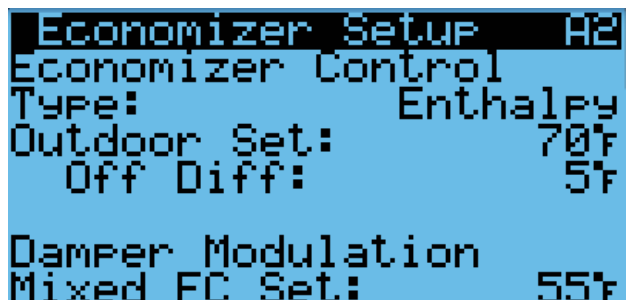 Economizer Setup A2
Economizer Control
Type: Enthalpy
Outdoor Set: 70°F
Off Diff: 5°F
Damper Modulation
Mixed FC Set: 55°F